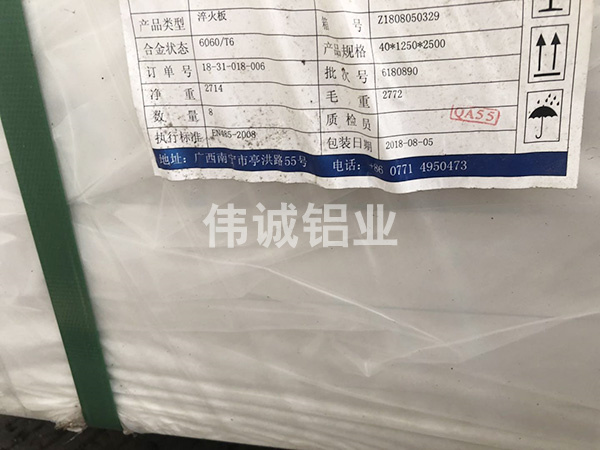 产品类型 淬火板 箱 号 Z1808050329
合金状态 6060/T6 产品规格 40*1250*2500
订 单 号 18-31-018-006 批 次 号 6180890
净 重 2714 毛 重 2772
数 量 8 质 检 员 QA55
执行标准 EN485-2008 包装日期 2018-08-05
地址：广西南宁市亭洪路55号 电话：+86 0771 4950473
伟诚铝业